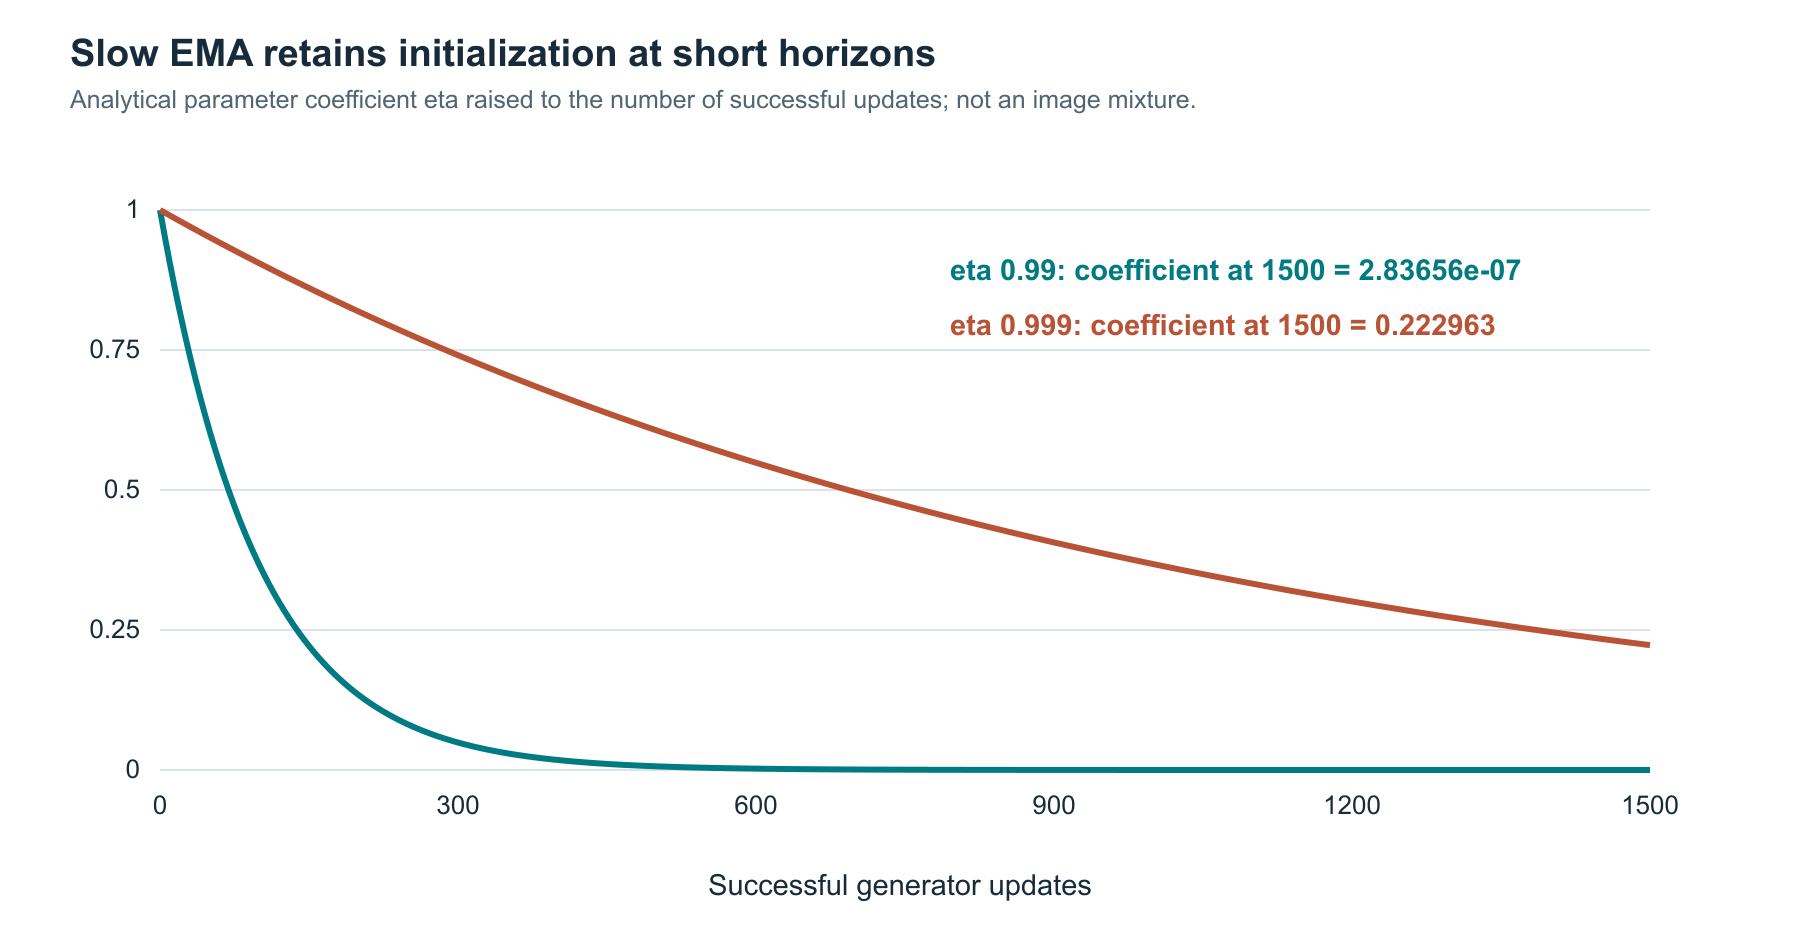 Slow EMA retains initialization at short horizons
Analytical parameter coefficient eta raised to the number of successful updates; not an image mixture.
1
eta 0.99: coefficient at 1500 = 2.83656e-07
eta 0.999: coefficient at 1500 = 0.222963
0.75
0.5
0.25
0
0 300 600 900 1200 1500
Successful generator updates